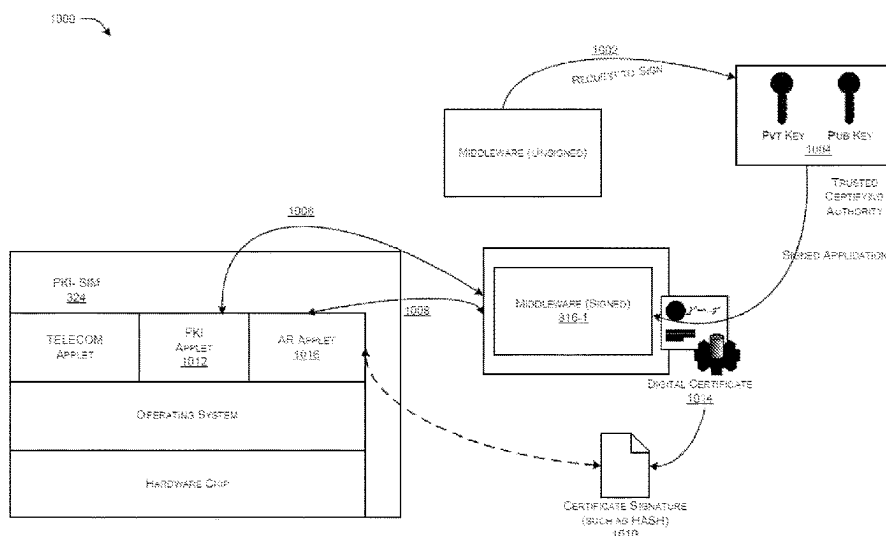 1000
1002
REQUEST TO SIGN
MIDDLEWARE (UNSIGNED)
PVT KEY
PUB KEY
1004
TRUSTED
CERTIFYING
AUTHORITY
SIGNED APPLICATION
1006
1008
PKI- SIM
324
TELECOM
APPLET
PKI
APPLET
1012
AR APPLET
1016
OPERATING SYSTEM
HARDWARE CHIP
MIDDLEWARE (SIGNED)
316-1
DIGITAL CERTIFICATE
1014
CERTIFICATE SIGNATURE
(SUCH AS HASH)
1010